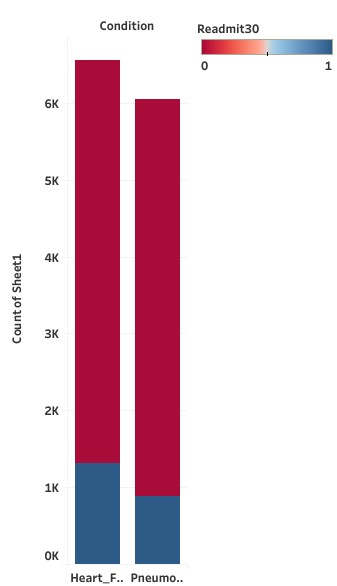 Condition
Readmit30
0 1
6K
5K
4K
3K
2K
1K
0K
Count of Sheet1
Heart_F.. Pneumo..